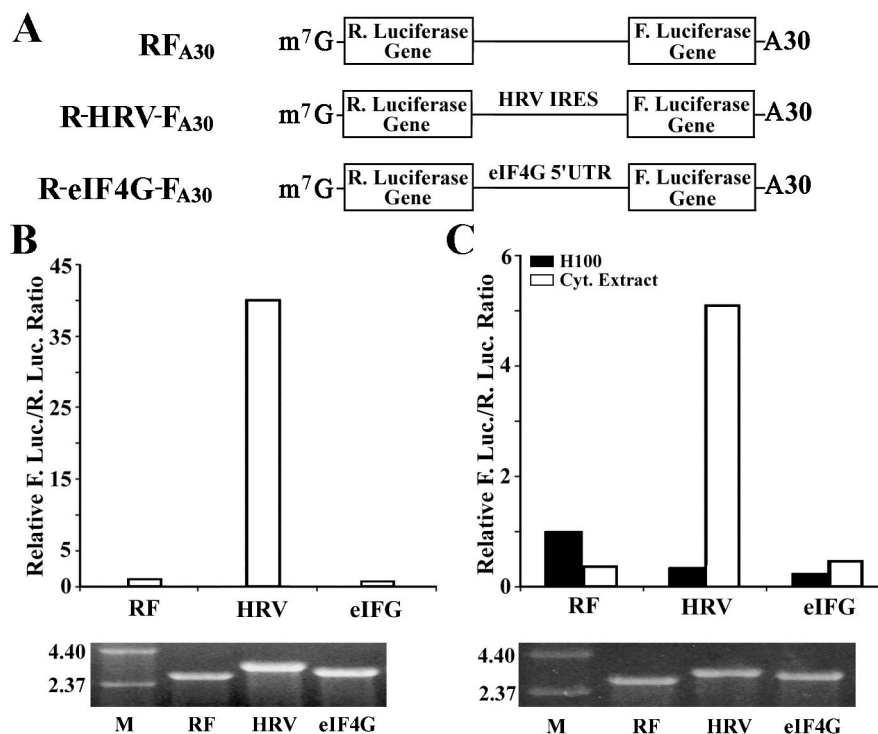 A
RFA30 m7G R. Luciferase Gene F. Luciferase Gene A30
R-HRV-FA30 m7G R. Luciferase Gene HRV IRES F. Luciferase Gene A30
R-eIF4G-FA30 m7G R. Luciferase Gene eIF4G 5'UTR F. Luciferase Gene A30
B
Relative F. Luc./R. Luc. Ratio
45
35
25
15
5
0
RF HRV eIFG
4.40
2.37
M RF HRV eIF4G
C
H100
Cyt. Extract
Relative F. Luc./R. Luc. Ratio
6
4
2
1
0
RF HRV eIFG
4.40
2.37
M RF HRV eIF4G